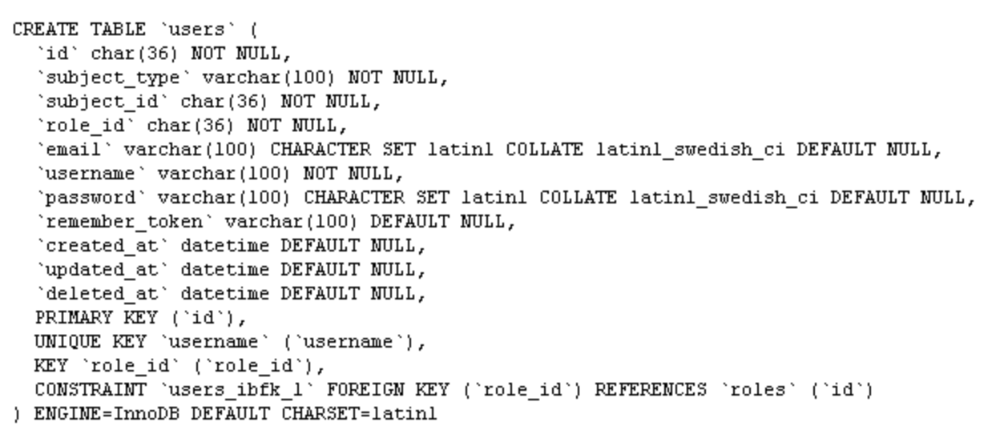 CREATE TABLE `users` (
  `id` char(36) NOT NULL,
  `subject_type` varchar(100) NOT NULL,
  `subject_id` char(36) NOT NULL,
  `role_id` char(36) NOT NULL,
  `email` varchar(100) CHARACTER SET latin1 COLLATE latin1_swedish_ci DEFAULT NULL,
  `username` varchar(100) NOT NULL,
  `password` varchar(100) CHARACTER SET latin1 COLLATE latin1_swedish_ci DEFAULT NULL,
  `remember_token` varchar(100) DEFAULT NULL,
  `created_at` datetime DEFAULT NULL,
  `updated_at` datetime DEFAULT NULL,
  `deleted_at` datetime DEFAULT NULL,
  PRIMARY KEY (`id`),
  UNIQUE KEY `username` (`username`),
  KEY `role_id` (`role_id`),
  CONSTRAINT `users_ibfk_1` FOREIGN KEY (`role_id`) REFERENCES `roles` (`id`)
) ENGINE=InnoDB DEFAULT CHARSET=latin1